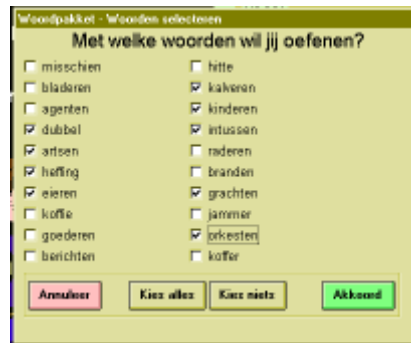 Woordpakket - Woorden selecteren
Met welke woorden wil jij oefenen?
misschien hitte
bladeren kalveren
agenten kinderen
dubbel intussen
artsen raderen
heffing branden
eieren grachten
koffie jammer
goederen orkesten
berichten koffer
Annuleer Kies alles Kies niets Akkoord